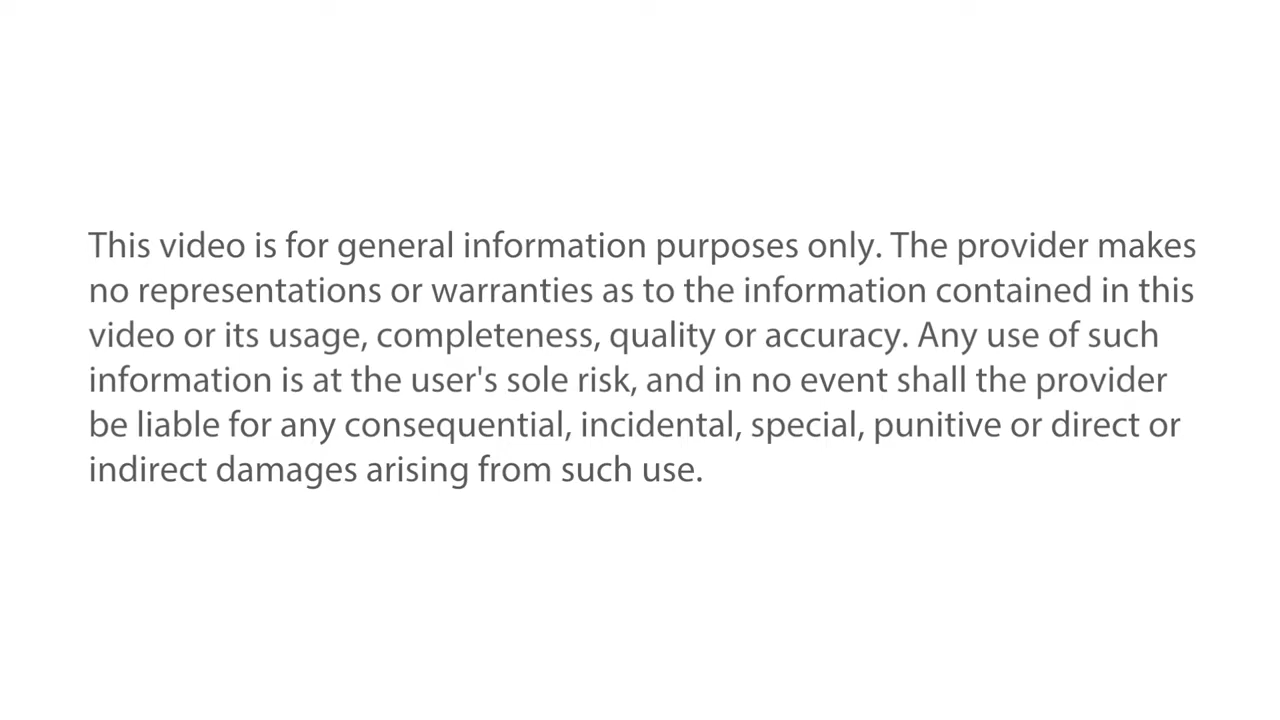 This video is for general information purposes only. The provider makes
no representations or warranties as to the information contained in this
video or its usage, completeness, quality or accuracy. Any use of such
information is at the user's sole risk, and in no event shall the provider
be liable for any consequential, incidental, special, punitive or direct or
indirect damages arising from such use.